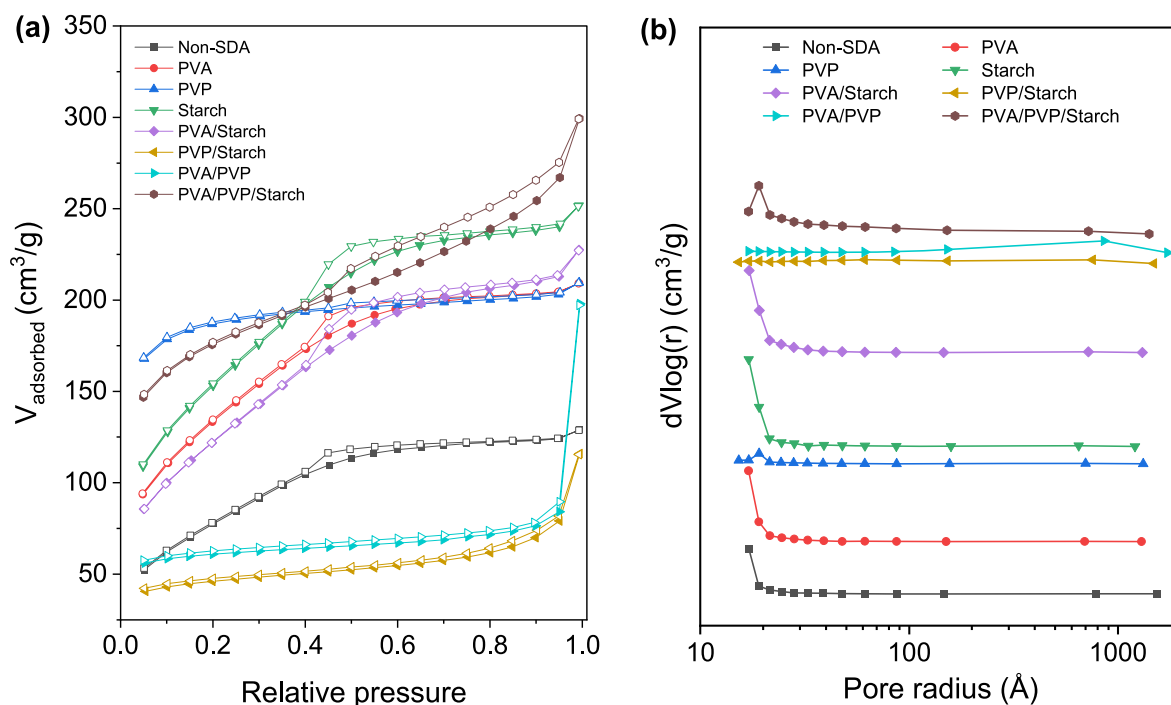 (a)
350
300
250
200
150
100
50
V adsorbed (cm³/g)
Non-SDA
PVA
PVP
Starch
PVA/Starch
PVP/Starch
PVA/PVP
PVA/PVP/Starch
0.0 0.2 0.4 0.6 0.8 1.0
Relative pressure
(b)
dVlog(r) (cm³/g)
Non-SDA PVA
PVP Starch
PVA/Starch PVP/Starch
PVA/PVP PVA/PVP/Starch
10 100 1000
Pore radius (Å)